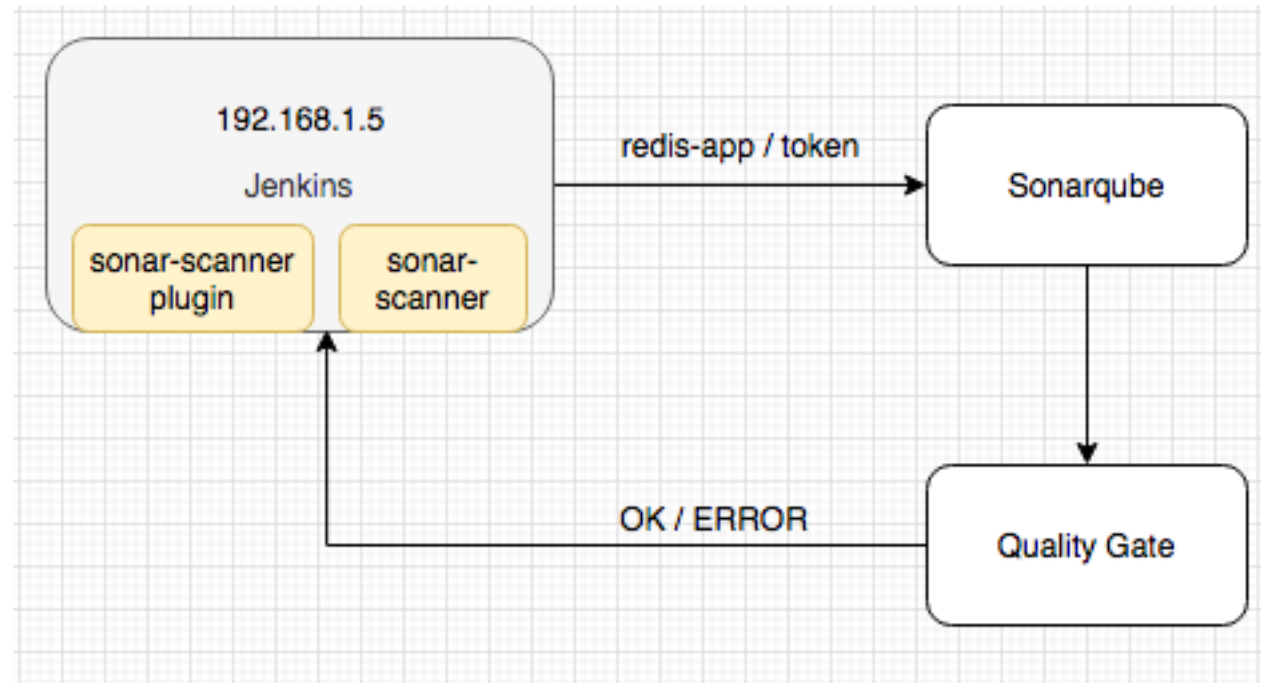 192.168.1.5
Jenkins
sonar-scanner
plugin
sonar-
scanner
redis-app / token
Sonarqube
OK / ERROR
Quality Gate